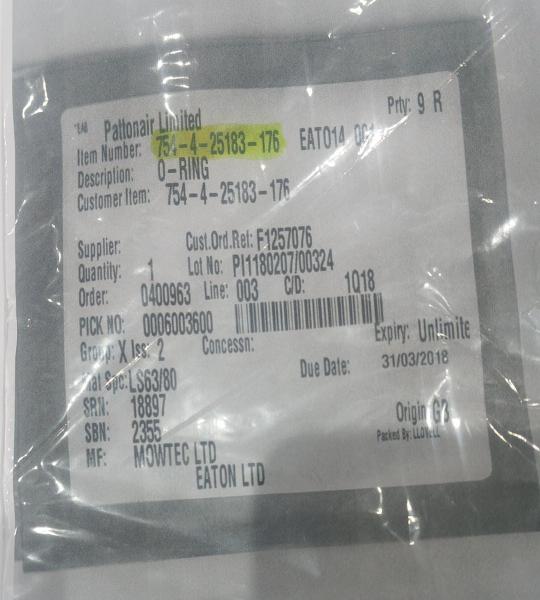 Pattonair Limited
Prty: 9 R
Item Number: 754-4-25183-176 EAT014
Description: O-RING
Customer Item: 754-4-25183-176
Supplier: Cust.Ord.Ref: F1257076
Quantity: 1 Lot No: PI1180207/00324
Order: 0400963 Line: 003 C/D: 1Q18
PICK NO: 0006003600
Expiry: Unlimite
Group: X Iss: 2 Concessn:
Due Date: 31/03/2018
Spc: LS63/80
SRN: 18897
SBN: 2355
Origin GB
Packed By: LLOVELL
MF: MOWTEC LTD
EATON LTD